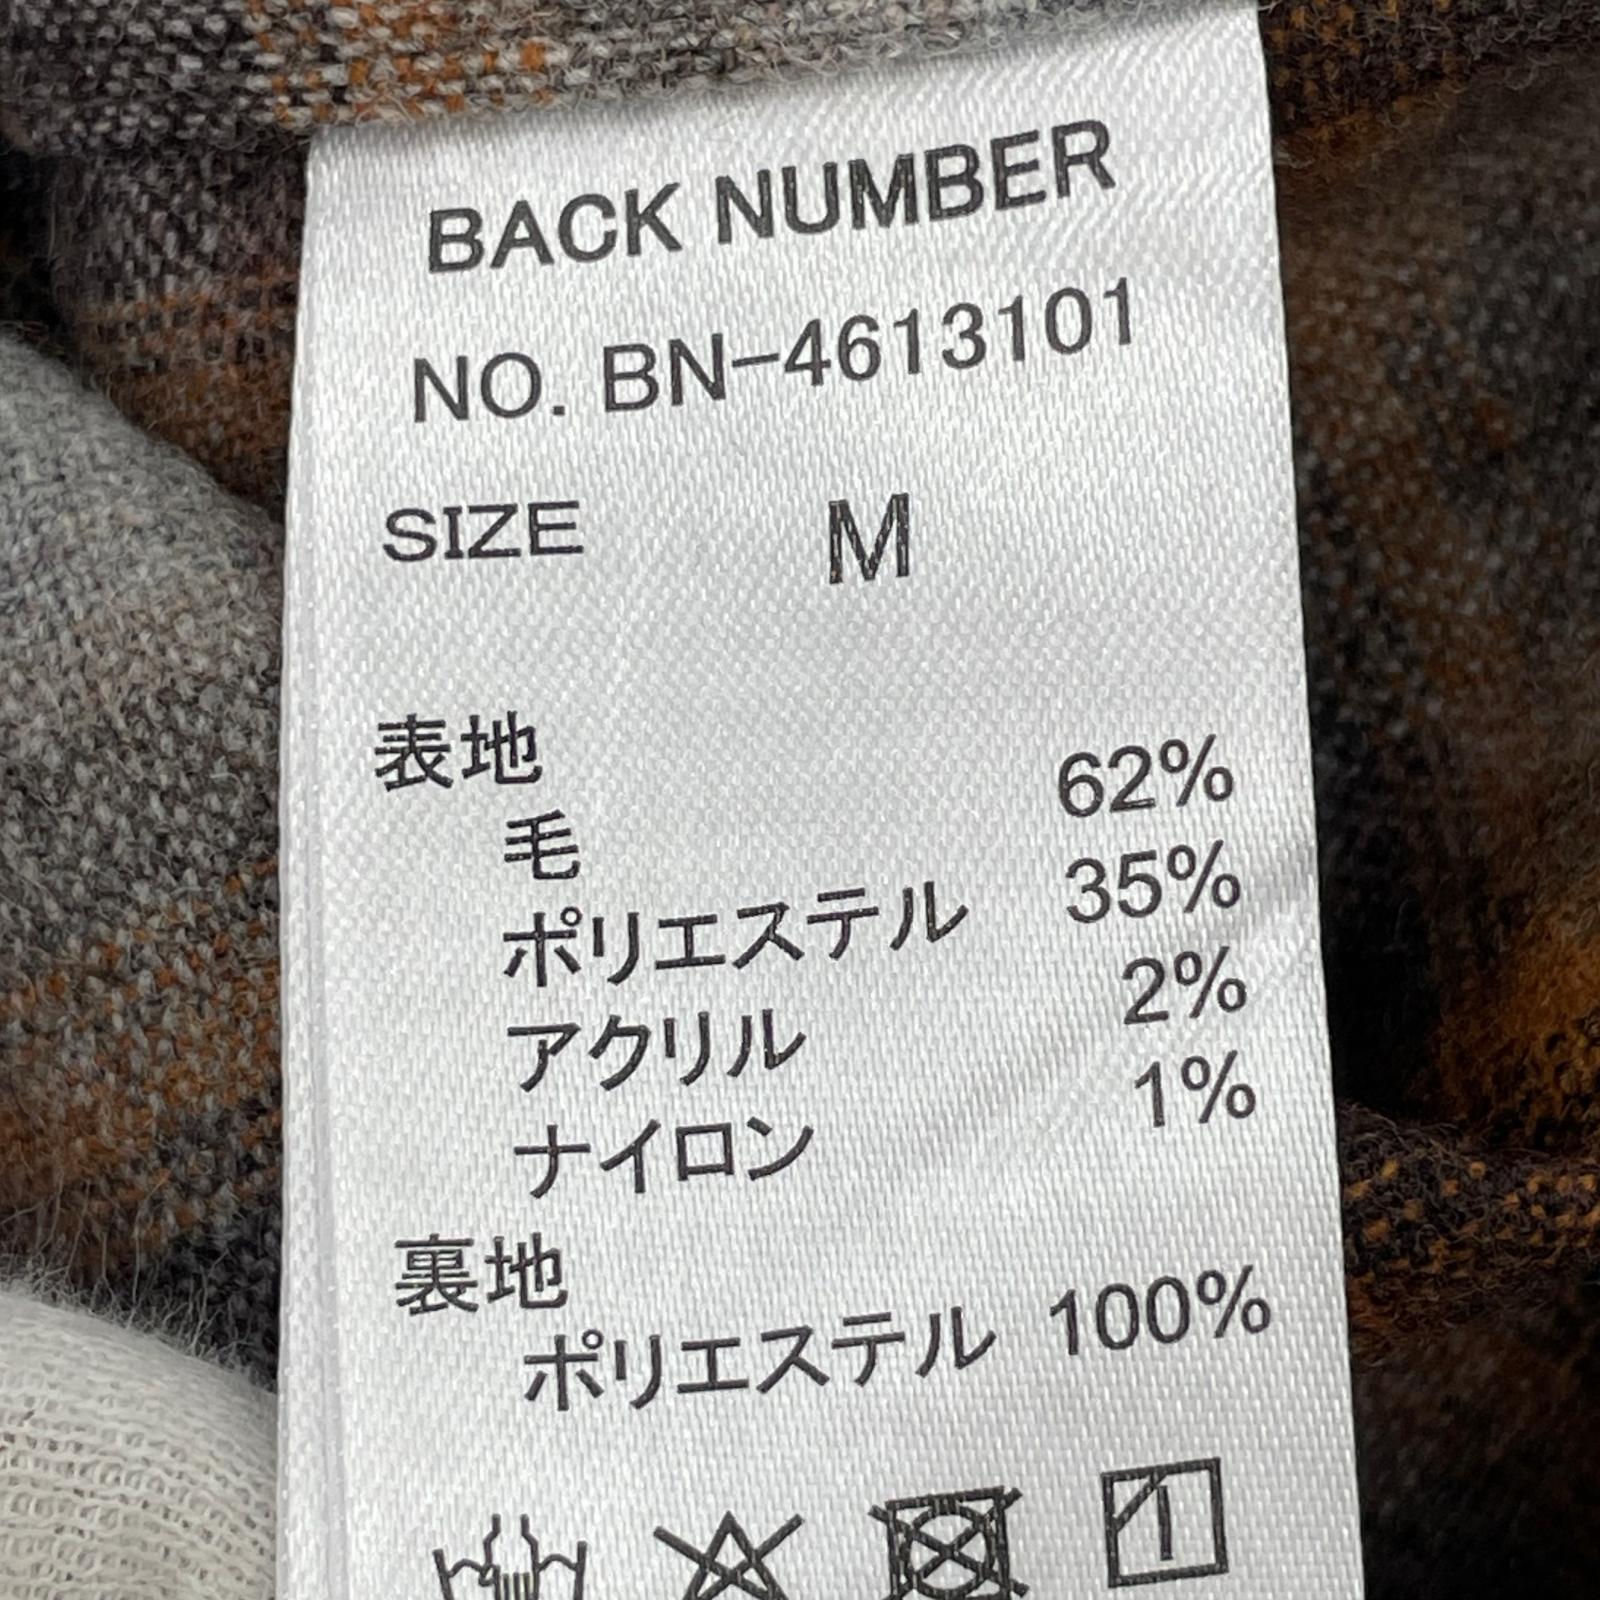 BACK NUMBER
NO. BN-4613101
SIZE M
表地
毛 62%
ポリエステル 35%
アクリル 2%
ナイロン 1%
裏地
ポリエステル 100%